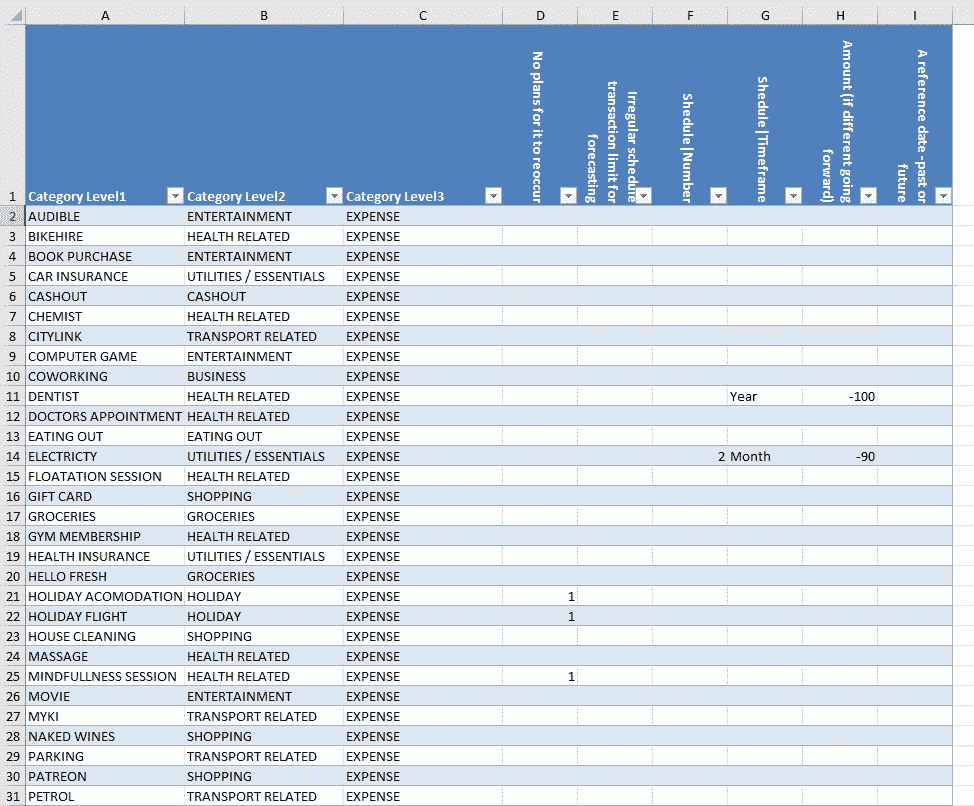 A B C D E F G H I
1 Category Level1 Category Level2 Category Level3 No plans for it to reoccur Irregular schedule transaction limit for forecasting Shedule|Number Shedule|Timeframe Amount (if different going forward) A reference date -past or future
2 AUDIBLE ENTERTAINMENT EXPENSE
3 BIKEHIRE HEALTH RELATED EXPENSE
4 BOOK PURCHASE ENTERTAINMENT EXPENSE
5 CAR INSURANCE UTILITIES / ESSENTIALS EXPENSE
6 CASHOUT CASHOUT EXPENSE
7 CHEMIST HEALTH RELATED EXPENSE
8 CITYLINK TRANSPORT RELATED EXPENSE
9 COMPUTER GAME ENTERTAINMENT EXPENSE
10 COWORKING BUSINESS EXPENSE
11 DENTIST HEALTH RELATED EXPENSE Year -100
12 DOCTORS APPOINTMENT HEALTH RELATED EXPENSE
13 EATING OUT EATING OUT EXPENSE
14 ELECTRICTY UTILITIES / ESSENTIALS EXPENSE 2 Month -90
15 FLOATATION SESSION HEALTH RELATED EXPENSE
16 GIFT CARD SHOPPING EXPENSE
17 GROCERIES GROCERIES EXPENSE
18 GYM MEMBERSHIP HEALTH RELATED EXPENSE
19 HEALTH INSURANCE UTILITIES / ESSENTIALS EXPENSE
20 HELLO FRESH GROCERIES EXPENSE
21 HOLIDAY ACOMODATION HOLIDAY EXPENSE 1
22 HOLIDAY FLIGHT HOLIDAY EXPENSE 1
23 HOUSE CLEANING SHOPPING EXPENSE
24 MASSAGE HEALTH RELATED EXPENSE
25 MINDFULLNESS SESSION HEALTH RELATED EXPENSE 1
26 MOVIE ENTERTAINMENT EXPENSE
27 MYKI TRANSPORT RELATED EXPENSE
28 NAKED WINES SHOPPING EXPENSE
29 PARKING TRANSPORT RELATED EXPENSE
30 PATREON SHOPPING EXPENSE
31 PETROL TRANSPORT RELATED EXPENSE